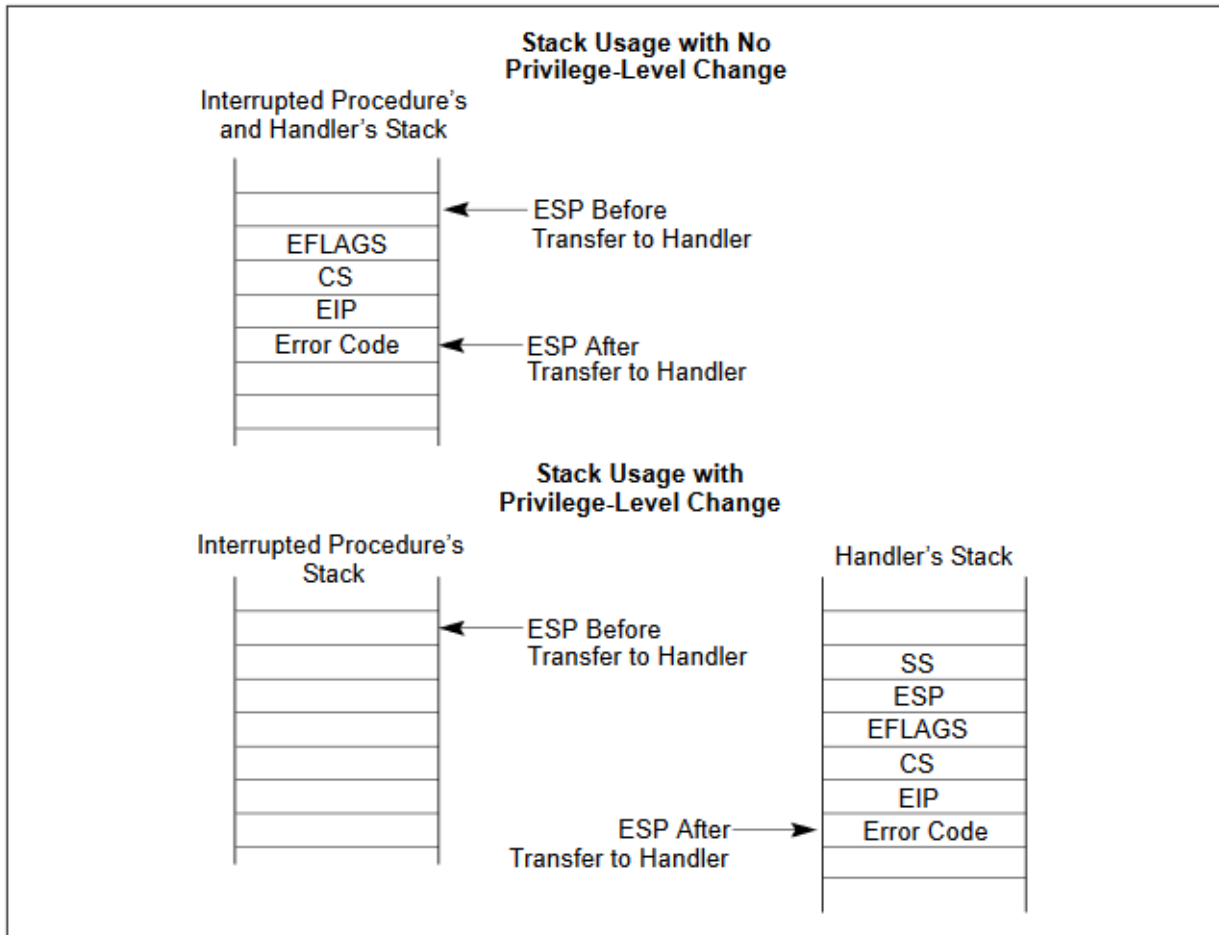 Stack Usage with No
Privilege-Level Change
Interrupted Procedure's
and Handler's Stack
ESP Before
Transfer to Handler
EFLAGS
CS
EIP
Error Code
ESP After
Transfer to Handler
Stack Usage with
Privilege-Level Change
Interrupted Procedure's
Stack
Handler's Stack
ESP Before
Transfer to Handler
SS
ESP
EFLAGS
CS
EIP
ESP After
Transfer to Handler
Error Code